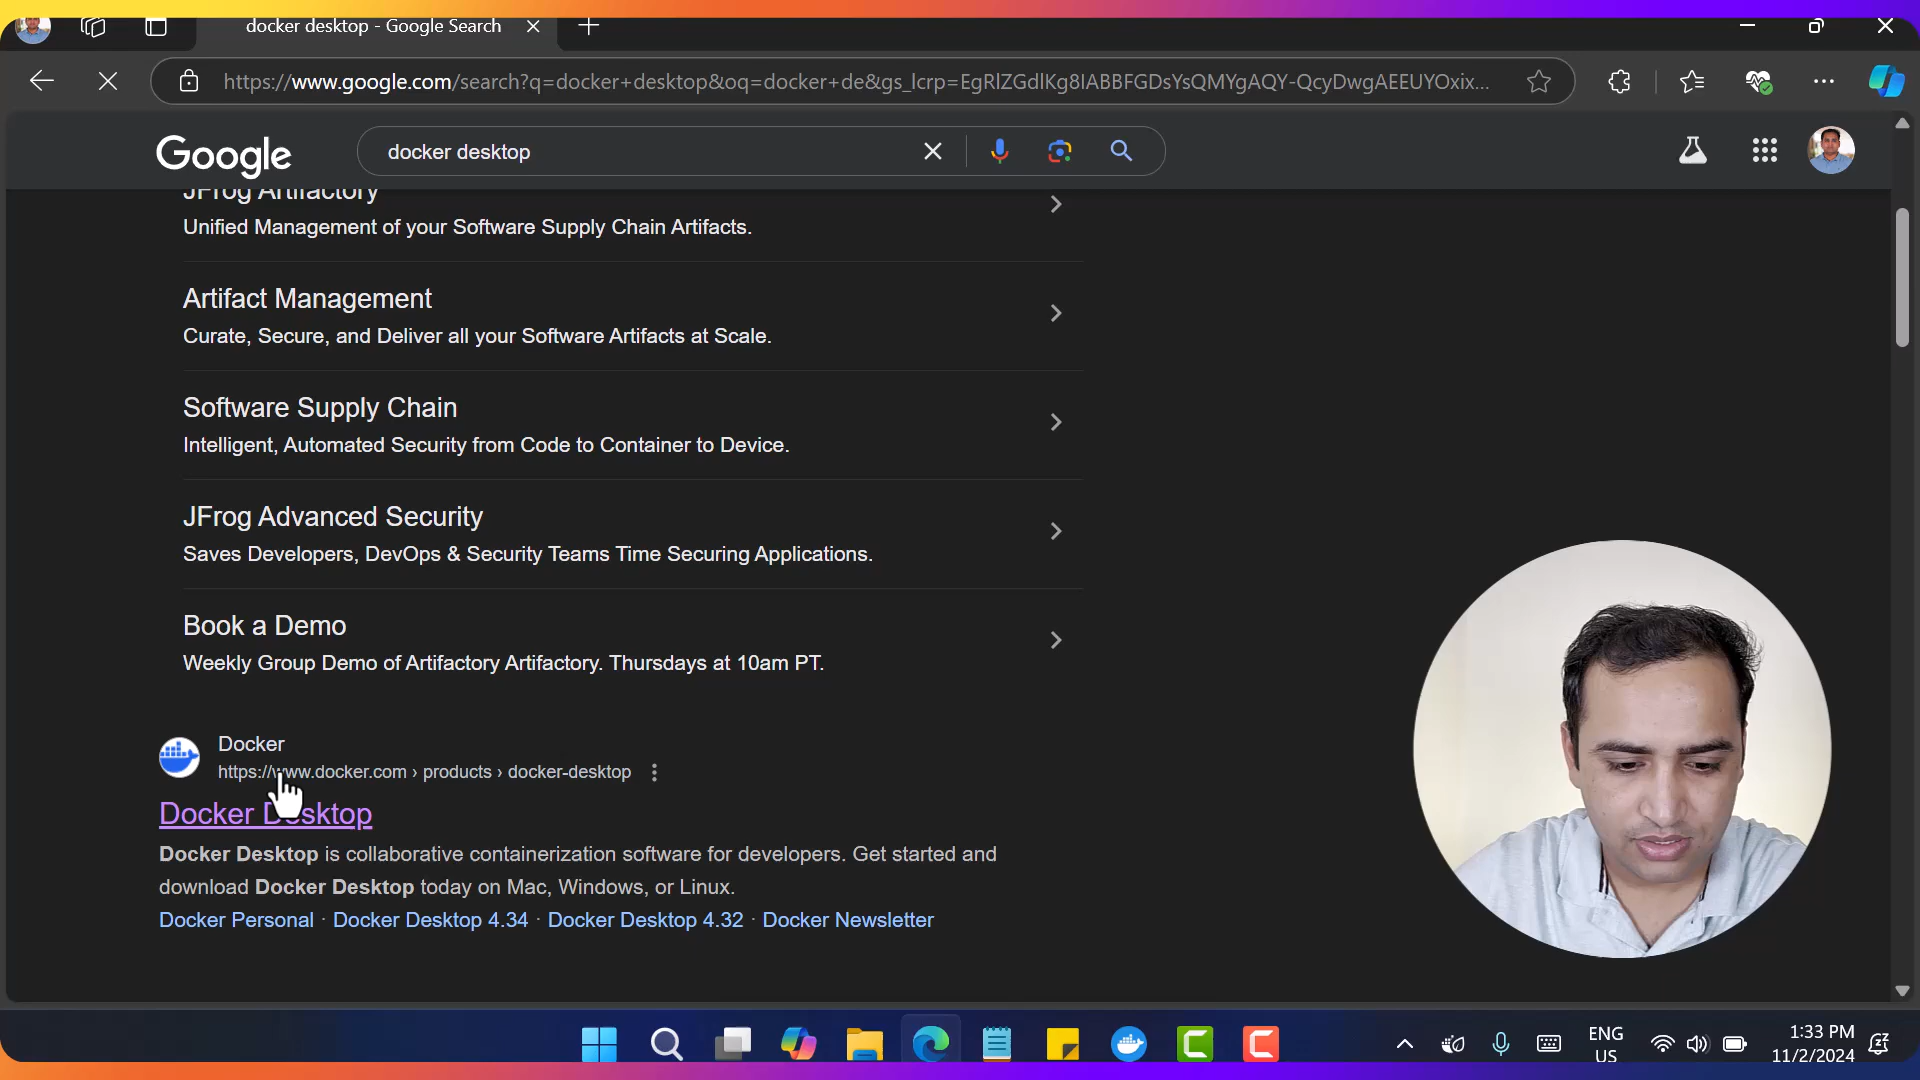 docker desktop - Google Search
https://www.google.com/search?q=docker+desktop&oq=docker+de&gs_lcrp=EgRlZGdlKg8IABBFGDsYsQMYgAQY-QcyDwgAEEUYOxix...
Google
docker desktop
JFrog Artifactory
Unified Management of your Software Supply Chain Artifacts.
Artifact Management
Curate, Secure, and Deliver all your Software Artifacts at Scale.
Software Supply Chain
Intelligent, Automated Security from Code to Container to Device.
JFrog Advanced Security
Saves Developers, DevOps & Security Teams Time Securing Applications.
Book a Demo
Weekly Group Demo of Artifactory Artifactory. Thursdays at 10am PT.
Docker
https://www.docker.com › products › docker-desktop
Docker Desktop
Docker Desktop is collaborative containerization software for developers. Get started and
download Docker Desktop today on Mac, Windows, or Linux.
Docker Personal · Docker Desktop 4.34 · Docker Desktop 4.32 · Docker Newsletter
ENG
US
1:33 PM
11/2/2024